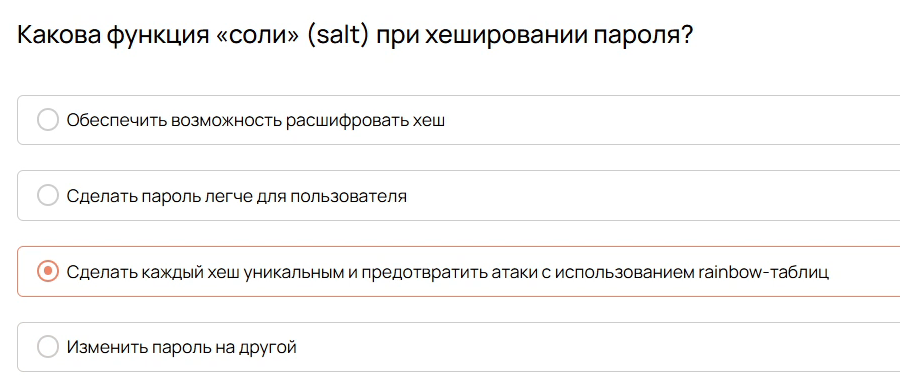 Какова функция «соли» (salt) при хешировании пароля?
Обеспечить возможность расшифровать хеш
Сделать пароль легче для пользователя
Сделать каждый хеш уникальным и предотвратить атаки с использованием rainbow-таблиц
Изменить пароль на другой